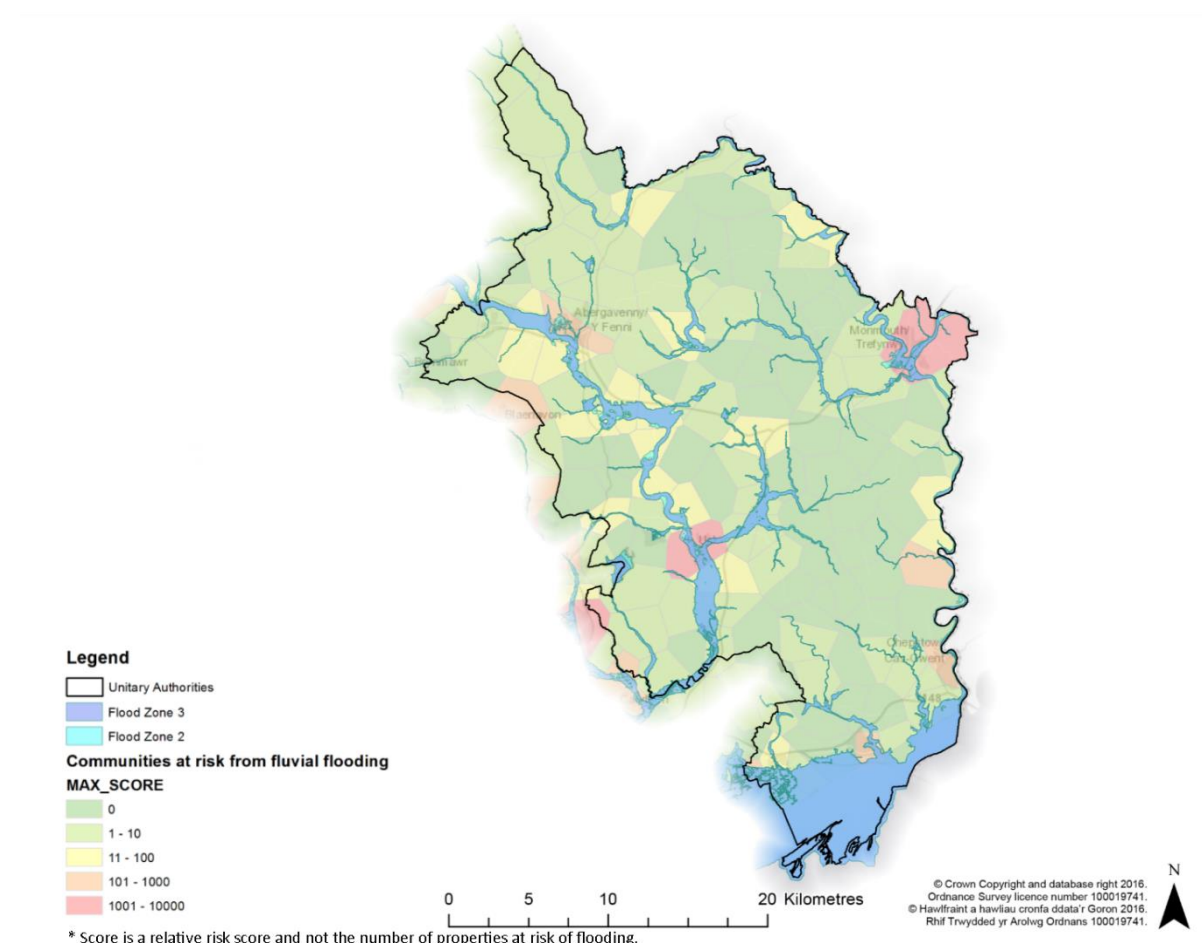 Abergavenny/
Y Fenni
Monmouth/
Trefynwy
Blaenavon
Chepstow/
Cas-Gwent
Legend
Unitary Authorities
Flood Zone 3
Flood Zone 2
Communities at risk from fluvial flooding
MAX_SCORE
0
1 - 10
11 - 100
101 - 1000
1001 - 10000
0 5 10 20 Kilometres
* Score is a relative risk score and not the number of properties at risk of flooding.
N
© Crown Copyright and database right 2016.
Ordnance Survey licence number 100019741.
© Hawlfraint a hawliau cronfa ddata'r Goron 2016.
Rhif Trwydded yr Arolwg Ordnans 100019741.